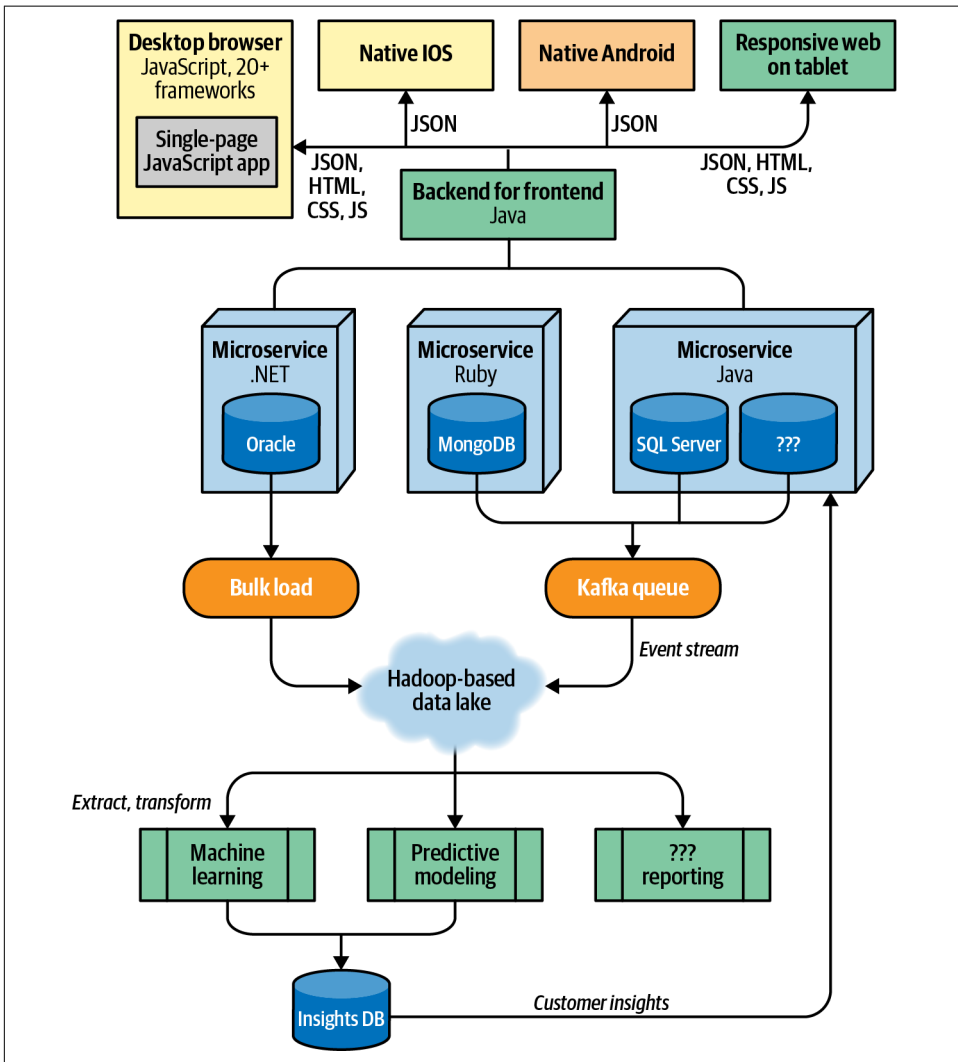 Desktop browser
JavaScript, 20+
frameworks
Single-page
JavaScript app
Native IOS
Native Android
Responsive web
on tablet
JSON
JSON
JSON,
HTML,
CSS, JS
JSON, HTML,
CSS, JS
Backend for frontend
Java
Microservice
.NET
Oracle
Microservice
Ruby
MongoDB
Microservice
Java
SQL Server
???
Bulk load
Kafka queue
Event stream
Hadoop-based
data lake
Extract, transform
Machine
learning
Predictive
modeling
???
reporting
Insights DB
Customer insights